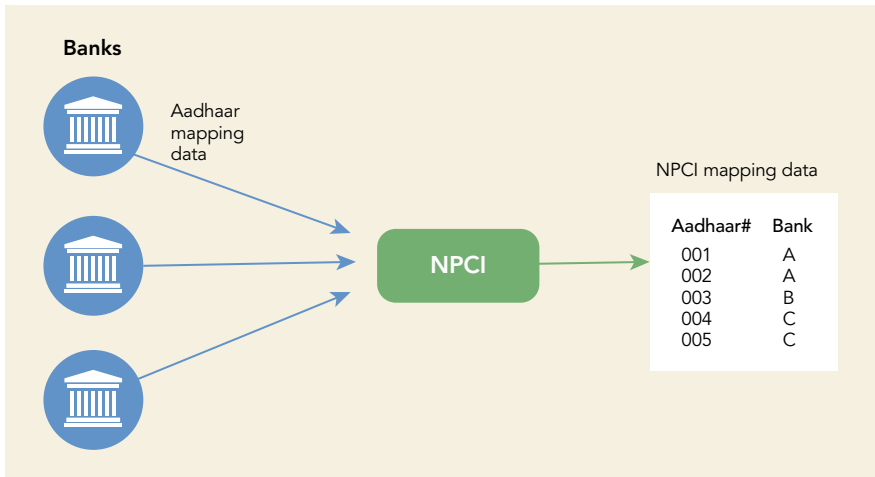 Banks
Aadhaar
mapping
data
NPCI
NPCI mapping data
Aadhaar# Bank
001 A
002 A
003 B
004 C
005 C